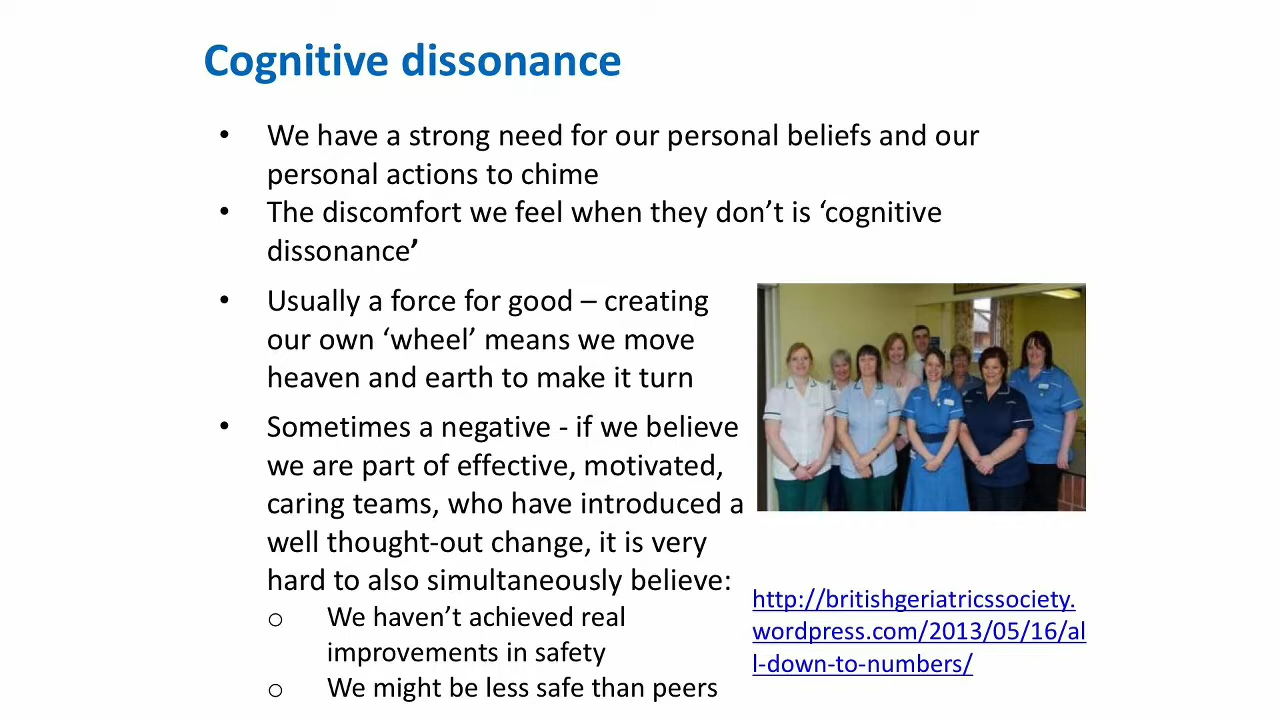 Cognitive dissonance
• We have a strong need for our personal beliefs and our
personal actions to chime
• The discomfort we feel when they don’t is ‘cognitive
dissonance’
• Usually a force for good – creating
our own ‘wheel’ means we move
heaven and earth to make it turn
• Sometimes a negative - if we believe
we are part of effective, motivated,
caring teams, who have introduced a
well thought-out change, it is very
hard to also simultaneously believe:
o We haven’t achieved real
improvements in safety
o We might be less safe than peers
http://britishgeriatricssociety.
wordpress.com/2013/05/16/al
l-down-to-numbers/